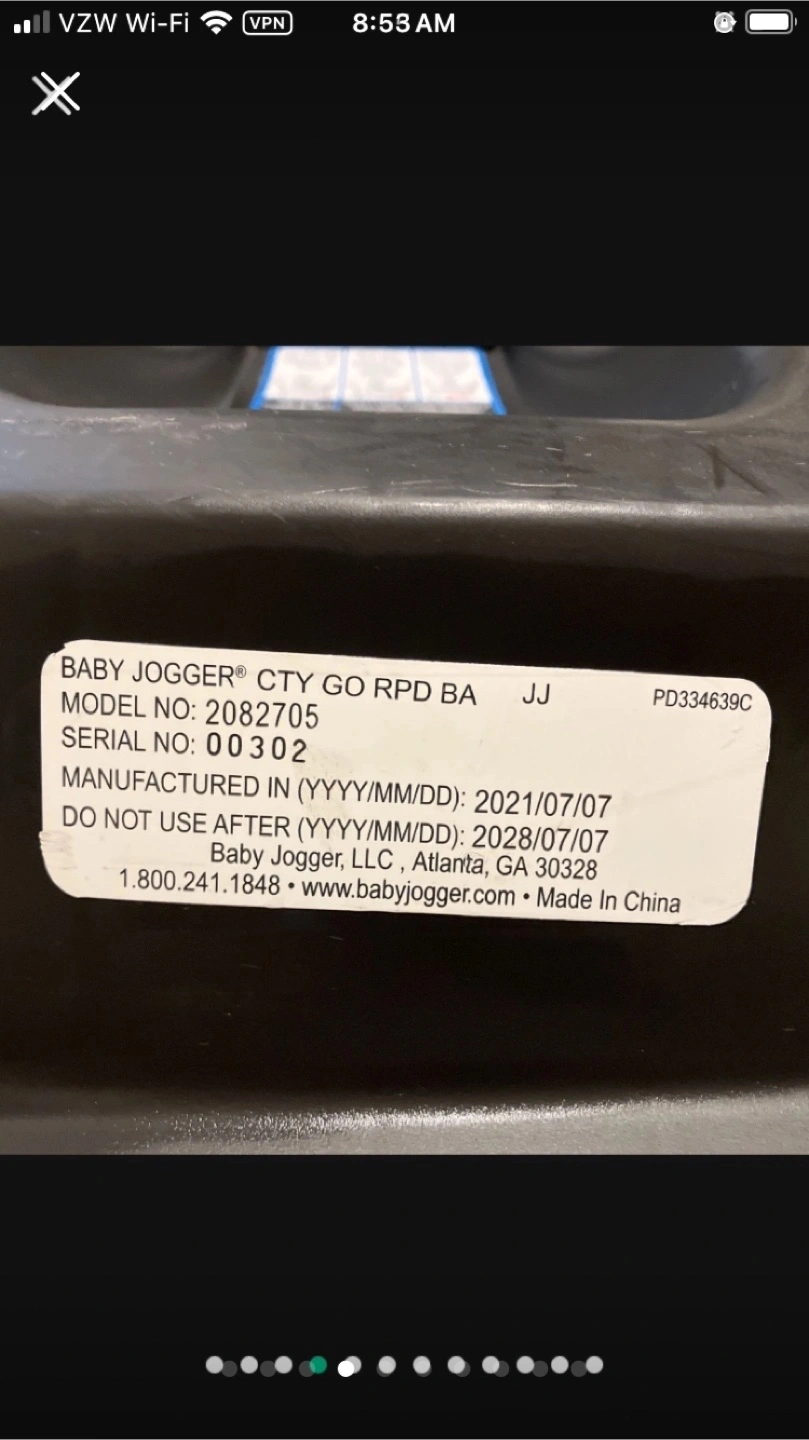 VZW Wi-Fi VPN 8:53 AM
BABY JOGGER® CTY GO RPD BA JJ PD334639C
MODEL NO: 2082705
SERIAL NO: 00302
MANUFACTURED IN (YYYY/MM/DD): 2021/07/07
DO NOT USE AFTER (YYYY/MM/DD): 2028/07/07
Baby Jogger, LLC , Atlanta, GA 30328
1.800.241.1848 • www.babyjogger.com • Made In China